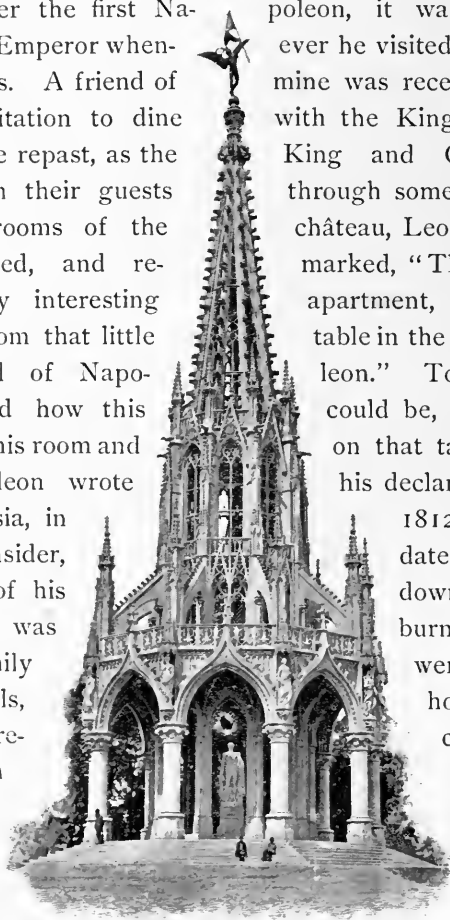 er the first Na- poleon, it wa
Emperor when- ever he visited
s. A friend of mine was rece
itation to dine with the King
e repast, as the King and
n their guests through some
rooms of the château, Leo
ed, and re- marked, “T
y interesting apartment,
om that little table in the
l of Napo- leon.” To
d how this could be,
his room and on that ta
leon wrote his declar
sia, in 1812
nsider, date
of his down
was burn
ily wer
ls, ho
re- c